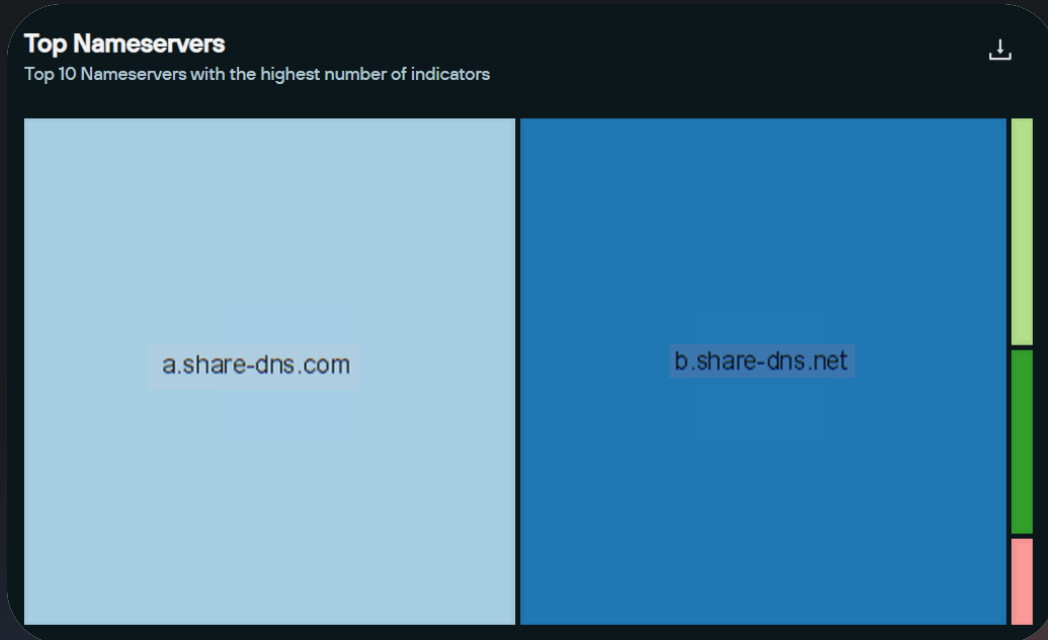 Top Nameservers
Top 10 Nameservers with the highest number of indicators
a.share-dns.com
b.share-dns.net